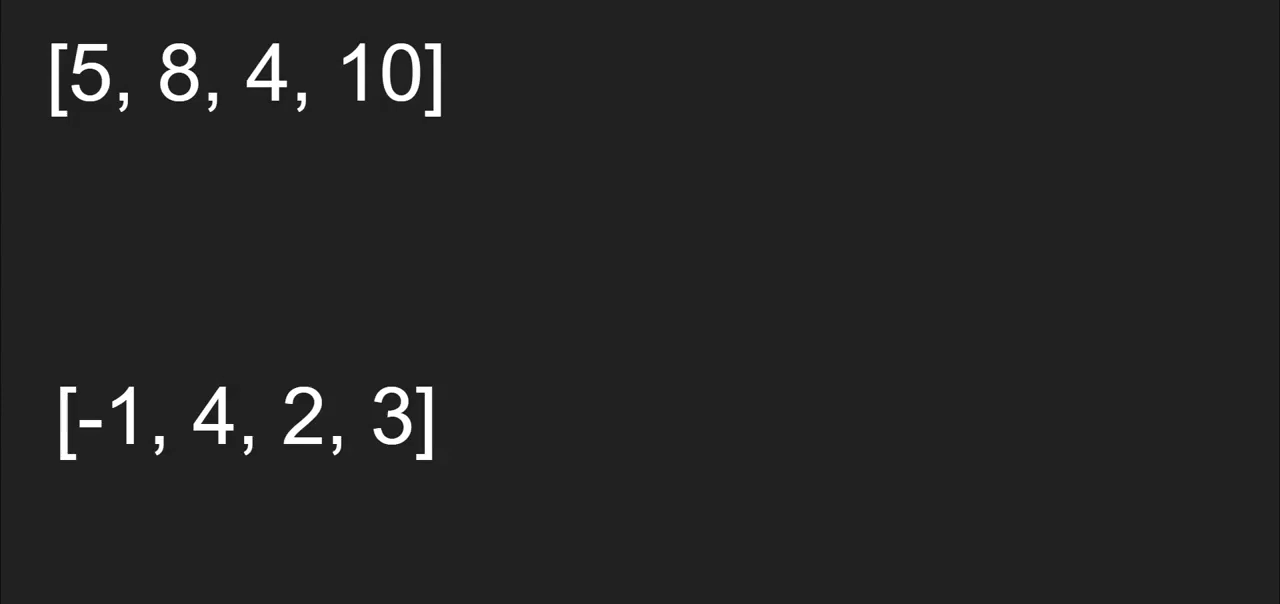 [5, 8, 4, 10]
[-1, 4, 2, 3]